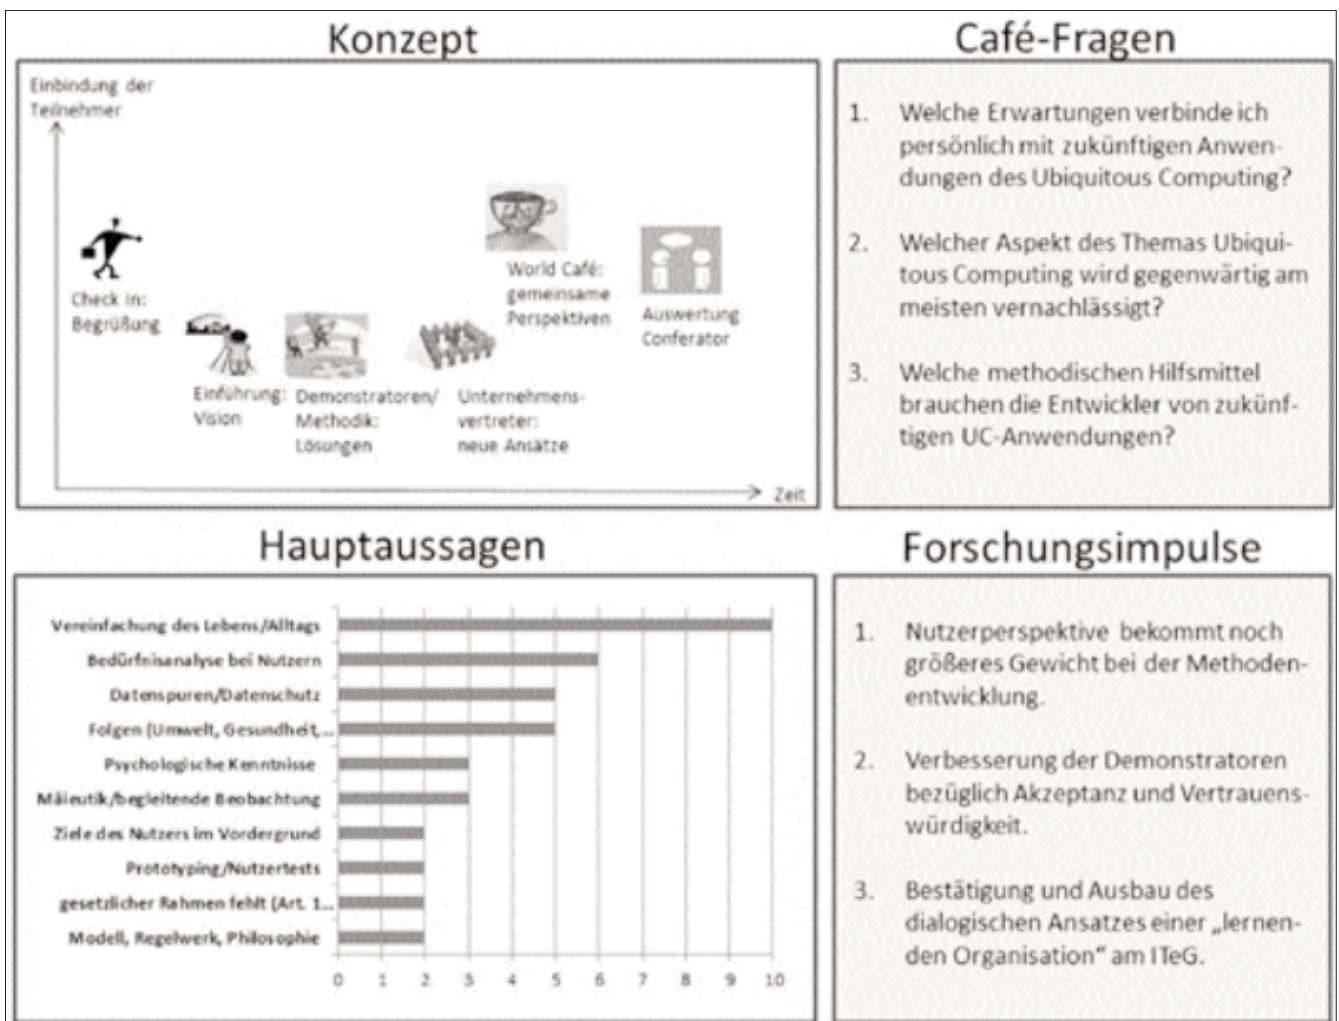 Konzept
Einbindung der
Teilnehmer
Check In:
Begrüßung
Einführung:
Vision
Demonstratoren/
Methodik:
Lösungen
Unternehmens-
vertreter:
neue Ansätze
World Café:
gemeinsame
Perspektiven
Auswertung
Conferator
Zeit
Café-Fragen
1. Welche Erwartungen verbinde ich
persönlich mit zukünftigen Anwen-
dungen des Ubiquitous Computing?
2. Welcher Aspekt des Themas Ubiqui-
tous Computing wird gegenwärtig am
meisten vernachlässigt?
3. Welche methodischen Hilfsmittel
brauchen die Entwickler von zukünf-
tigen UC-Anwendungen?
Hauptaussagen
Vereinfachung des Lebens/Alltags
Bedürfnisanalyse bei Nutzern
Datenspuren/Datenschutz
Folgen (Umwelt, Gesundheit,...
Psychologische Kenntnisse
Mäieutik/begleitende Beobachtung
Ziele des Nutzers im Vordergrund
Prototyping/Nutzertests
gesetzlicher Rahmen fehlt (Art. 1...
Modell, Regelwerk, Philosophie
0 1 2 3 4 5 6 7 8 9 10
Forschungsimpulse
1. Nutzerperspektive bekommt noch
größeres Gewicht bei der Methoden-
entwicklung.
2. Verbesserung der Demonstratoren
bezüglich Akzeptanz und Vertrauens-
würdigkeit.
3. Bestätigung und Ausbau des
dialogischen Ansatzes einer „lernen-
den Organisation“ am ITeG.